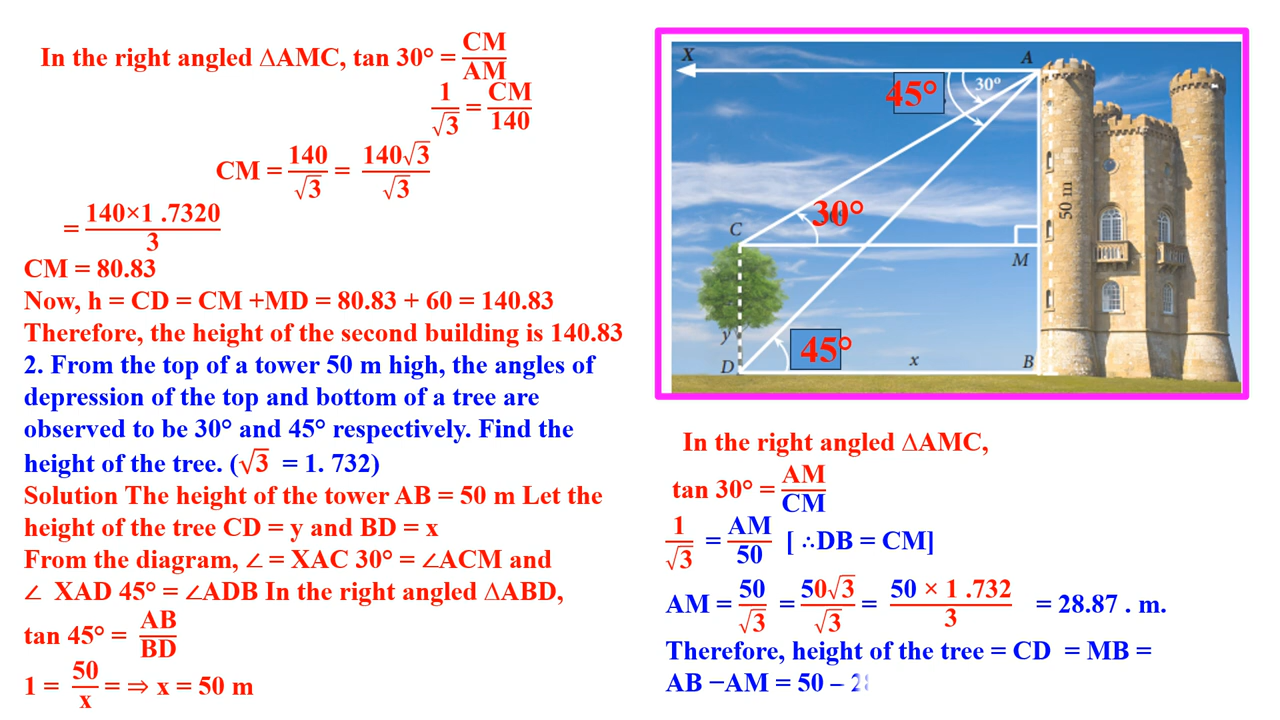 In the right angled ∆AMC, tan 30° = CM/AM
1/√3 = CM/140
CM = 140/√3 = 140√3/√3
= 140×1 .7320/3
CM = 80.83
Now, h = CD = CM +MD = 80.83 + 60 = 140.83
Therefore, the height of the second building is 140.83
2. From the top of a tower 50 m high, the angles of
depression of the top and bottom of a tree are
observed to be 30° and 45° respectively. Find the
height of the tree. (√3 = 1. 732)
Solution The height of the tower AB = 50 m Let the
height of the tree CD = y and BD = x
From the diagram, ∠ = XAC 30° = ∠ACM and
∠ XAD 45° = ∠ADB In the right angled ∆ABD,
tan 45° = AB/BD
1 = 50/x = ⇒ x = 50 m
X
A
45°
30°
50 m
30°
C
M
y
45°
D
x
B
In the right angled ∆AMC,
tan 30° = AM/CM
1/√3 = AM/50 [ ∴DB = CM]
AM = 50/√3 = 50√3/√3 = 50 × 1 .732/3 = 28.87 . m.
Therefore, height of the tree = CD = MB =
AB −AM = 50 – 2